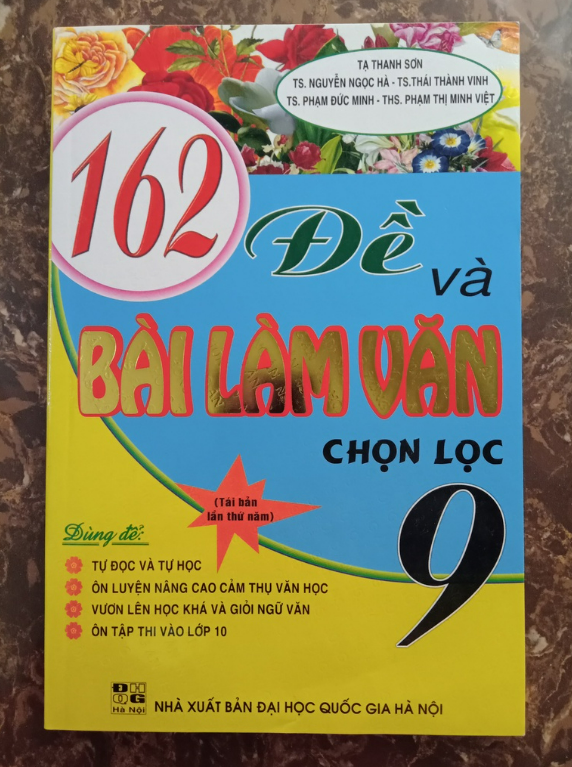 TẠ THANH SƠN
TS. NGUYỄN NGỌC HÀ - TS.THÁI THÀNH VINH
TS. PHẠM ĐỨC MINH - THS. PHẠM THỊ MINH VIỆT
162
Đề và
BÀI LÀM VĂN
CHỌN LỌC
9
(Tái bản
lần thứ năm)
Dùng để:
TỰ ĐỌC VÀ TỰ HỌC
ÔN LUYỆN NÂNG CAO CẢM THỤ VĂN HỌC
VƯƠN LÊN HỌC KHÁ VÀ GIỎI NGỮ VĂN
ÔN TẬP THI VÀO LỚP 10
ĐH
QG
Hà Nội
NHÀ XUẤT BẢN ĐẠI HỌC QUỐC GIA HÀ NỘI